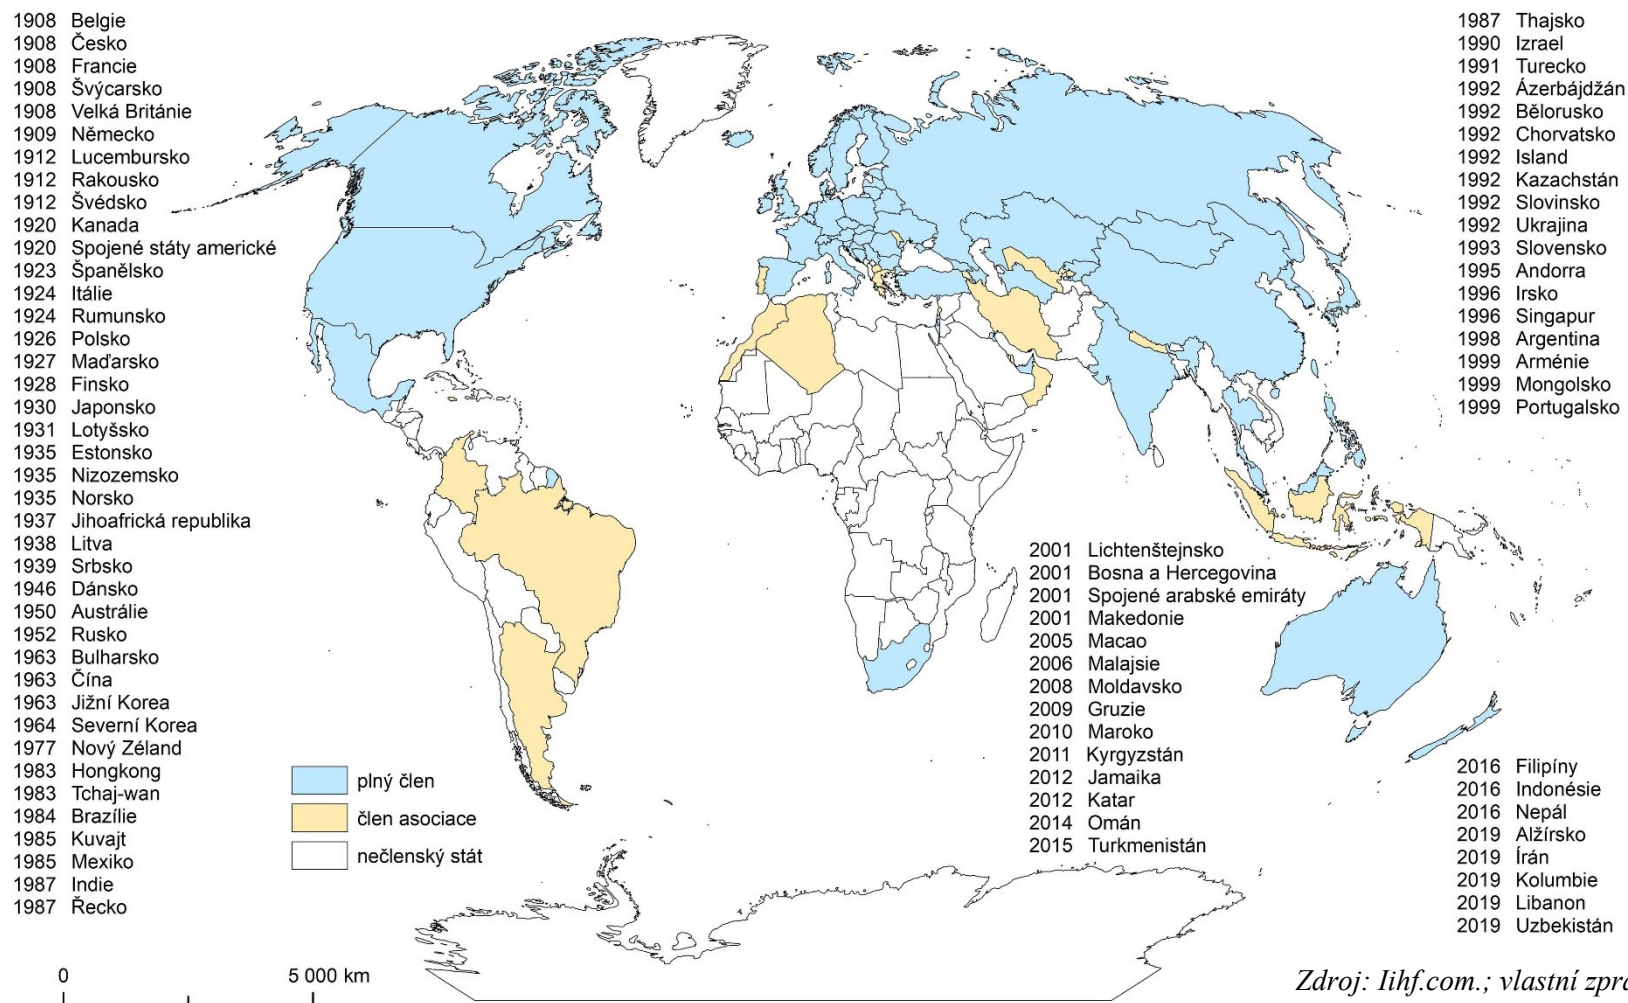 1908 Belgie
1908 Česko
1908 Francie
1908 Švýcarsko
1908 Velká Británie
1909 Německo
1912 Lucembursko
1912 Rakousko
1912 Švédsko
1920 Kanada
1920 Spojené státy americké
1923 Španělsko
1924 Itálie
1924 Rumunsko
1926 Polsko
1927 Maďarsko
1928 Finsko
1930 Japonsko
1931 Lotyšsko
1935 Estonsko
1935 Nizozemsko
1935 Norsko
1937 Jihoafrická republika
1938 Litva
1939 Srbsko
1946 Dánsko
1950 Austrálie
1952 Rusko
1963 Bulharsko
1963 Čína
1963 Jižní Korea
1964 Severní Korea
1977 Nový Zéland
1983 Hongkong
1983 Tchaj-wan
1984 Brazílie
1985 Kuvajt
1985 Mexiko
1987 Indie
1987 Řecko
1987 Thajsko
1990 Izrael
1991 Turecko
1992 Ázerbájdžán
1992 Bělorusko
1992 Chorvatsko
1992 Island
1992 Kazachstán
1992 Slovinsko
1992 Ukrajina
1993 Slovensko
1995 Andorra
1996 Irsko
1996 Singapur
1998 Argentina
1999 Arménie
1999 Mongolsko
1999 Portugalsko
2001 Lichtenštejnsko
2001 Bosna a Hercegovina
2001 Spojené arabské emiráty
2001 Makedonie
2005 Macao
2006 Malajsie
2008 Moldavsko
2009 Gruzie
2010 Maroko
2011 Kyrgyzstán
2012 Jamaika
2012 Katar
2014 Omán
2015 Turkmenistán
2016 Filipíny
2016 Indonésie
2016 Nepál
2019 Alžírsko
2019 Írán
2019 Kolumbie
2019 Libanon
2019 Uzbekistán
plný člen
člen asociace
nečlenský stát
0 5 000 km
Zdroj: Iihf.com.; vlastní zpra